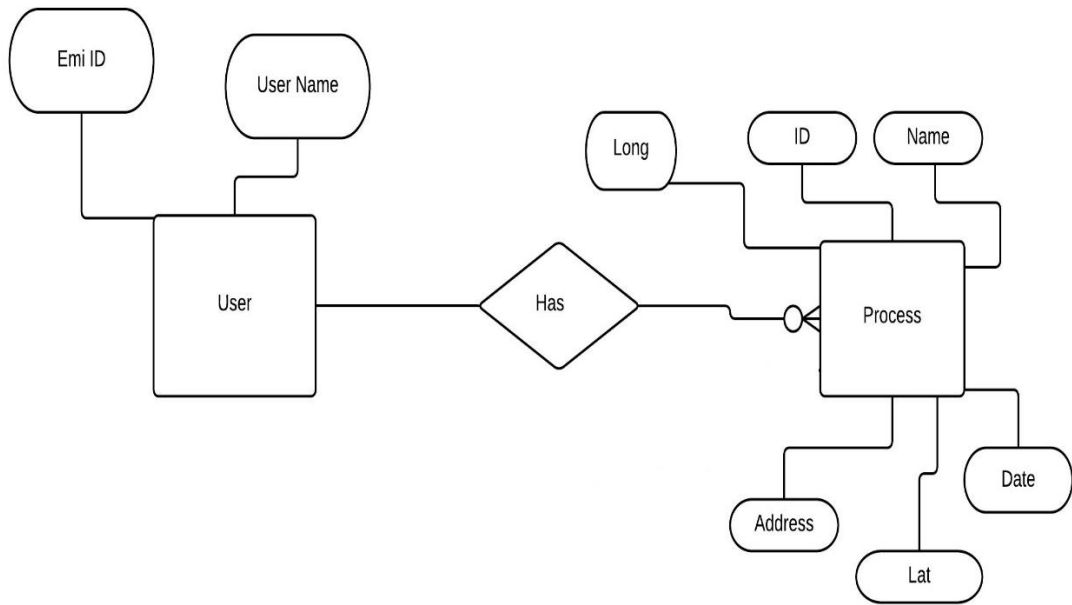 Emi ID
User Name
Long
ID
Name
User
Has
Process
Address
Date
Lat